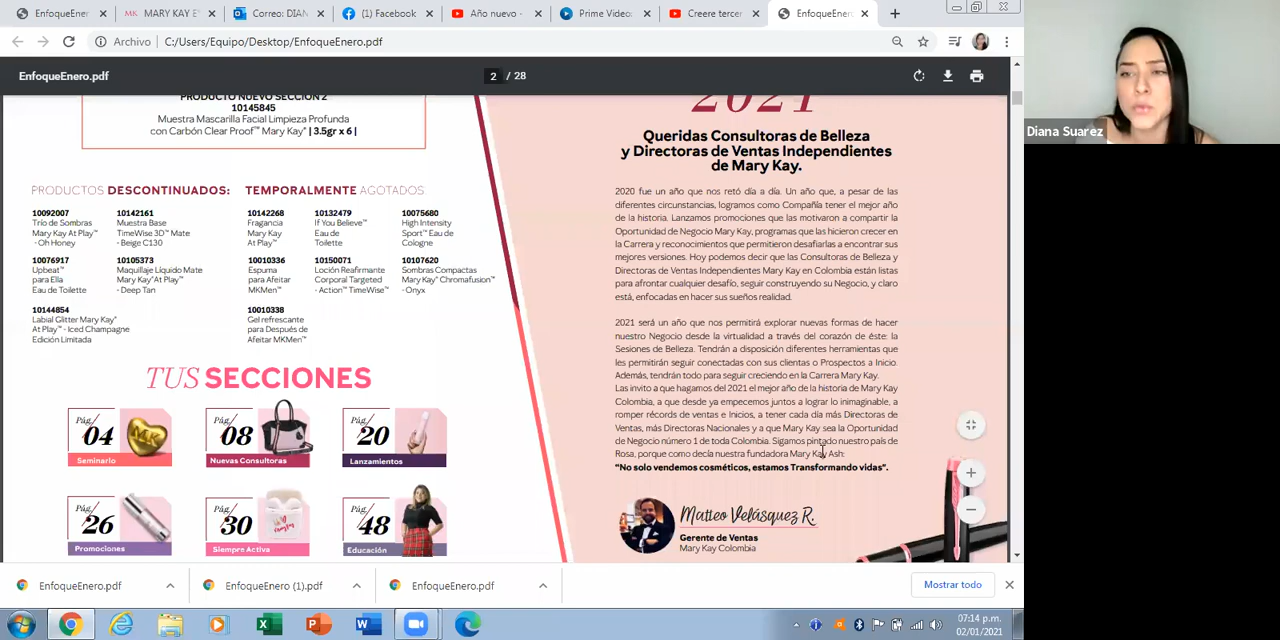 EnfoqueEner
MARY KAY E
Correo: DIAN
(1) Facebook
Año nuevo -
Prime Video:
Creere tercer
EnfoqueEner
Archivo
C:/Users/Equipo/Desktop/EnfoqueEnero.pdf
EnfoqueEnero.pdf
2 / 28
PRODUCTO NUEVO SECCIÓN 2
10145845
Muestra Mascarilla Facial Limpieza Profunda
con Carbón Clear Proof™ Mary Kay® | 3.5gr x 6 |
PRODUCTOS DESCONTINUADOS:
10092007
Trío de Sombras
Mary Kay At Play™
- Oh Honey
10142161
Muestra Base
TimeWise 3D™ Mate
- Beige C130
10076917
Upbeat™
para Ella
Eau de Toilette
10105373
Maquillaje Líquido Mate
Mary Kay®At Play™
- Deep Tan
10144854
Labial Glitter Mary Kay®
At Play™ - Iced Champagne
Edición Limitada
TEMPORALMENTE AGOTADOS
10142268
Fragancia
Mary Kay
At Play™
10132479
If You Believe™
Eau de
Toilette
10075680
High Intensity
Sport™ Eau de
Cologne
10010336
Espuma
para Afeitar
MKMen™
10150071
Loción Reafirmante
Corporal Targeted
- Action™ TimeWise™
10107620
Sombras Compactas
Mary Kay® Chromafusion™
- Onyx
10010338
Gel refrescante
para Después de
Afeitar MKMen™
TUS SECCIONES
Pág/ 04
Seminario
Pág/ 08
Nuevas Consultoras
Pág/ 20
Lanzamientos
Pág/ 26
Promociones
Pág/ 30
Siempre Activa
Pág/ 48
Educación
2021
Queridas Consultoras de Belleza
y Directoras de Ventas Independientes
de Mary Kay.
2020 fue un año que nos retó día a día. Un año que, a pesar de las
diferentes circunstancias, logramos como Compañía tener el mejor año
de la historia. Lanzamos promociones que las motivaron a compartir la
Oportunidad de Negocio Mary Kay, programas que las hicieron crecer en
la Carrera y reconocimientos que permitieron desafiarlas a encontrar sus
mejores versiones. Hoy podemos decir que las Consultoras de Belleza y
Directoras de Ventas Independientes Mary Kay en Colombia están listas
para afrontar cualquier desafío, seguir construyendo su Negocio, y claro
está, enfocadas en hacer sus sueños realidad.
2021 será un año que nos permitirá explorar nuevas formas de hacer
nuestro Negocio desde la virtualidad a través del corazón de éste: la
Sesiones de Belleza. Tendrán a disposición diferentes herramientas que
les permitirán seguir conectadas con sus clientas o Prospectos a Inicio.
Además, tendrán todo para seguir creciendo en la Carrera Mary Kay.
Las invito a que hagamos del 2021 el mejor año de la historia de Mary Kay
Colombia, a que desde ya empecemos juntos a lograr lo inimaginable, a
romper récords de ventas e Inicios, a tener cada día más Directoras de
Ventas, más Directoras Nacionales y a que Mary Kay sea la Oportunidad
de Negocio número 1 de toda Colombia. Sigamos pintado nuestro país de
Rosa, porque como decía nuestra fundadora Mary Kay Ash:
"No solo vendemos cosméticos, estamos Transformando vidas".
Matteo Velásquez R.
Gerente de Ventas
Mary Kay Colombia
Diana Suarez
EnfoqueEnero.pdf
EnfoqueEnero (1).pdf
EnfoqueEnero.pdf
Mostrar todo
07:14 p.m.
02/01/2021